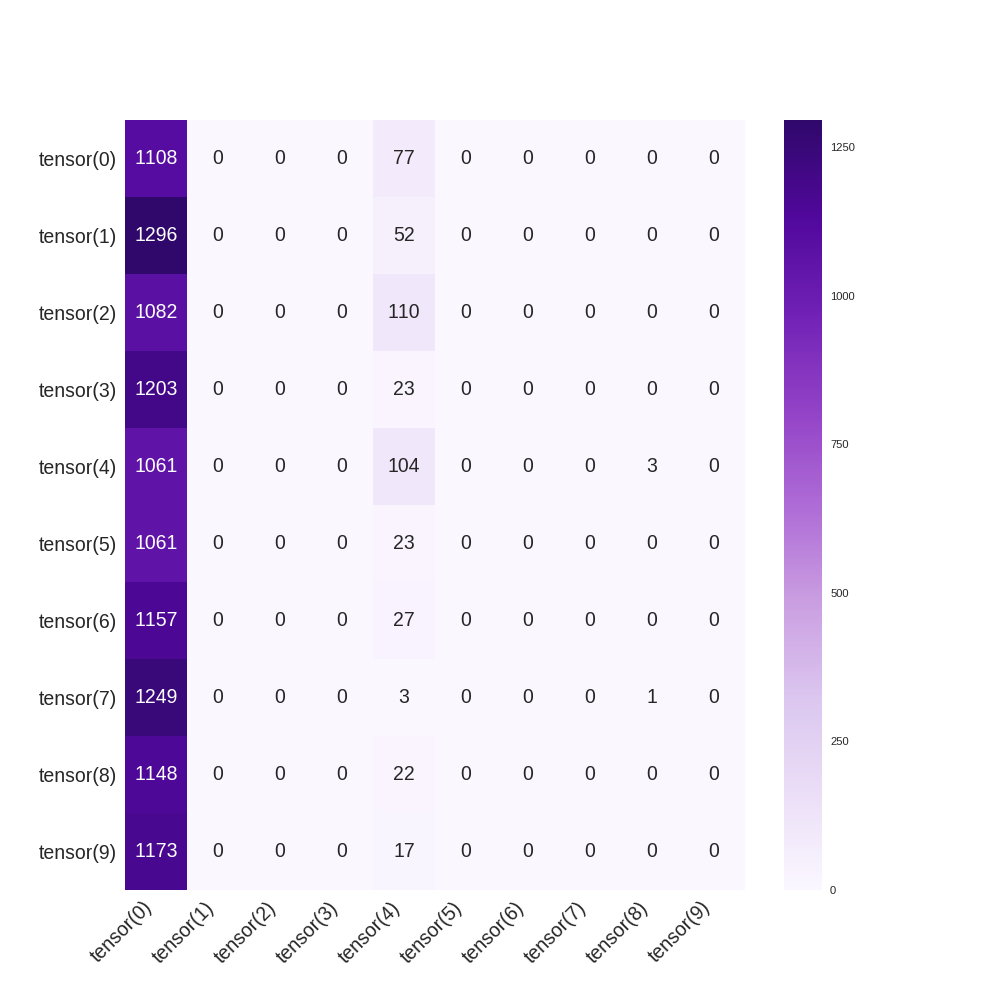 tensor(0) 1108 0 0 0 77 0 0 0 0 0
tensor(1) 1296 0 0 0 52 0 0 0 0 0
tensor(2) 1082 0 0 0 110 0 0 0 0 0
tensor(3) 1203 0 0 0 23 0 0 0 0 0
tensor(4) 1061 0 0 0 104 0 0 0 3 0
tensor(5) 1061 0 0 0 23 0 0 0 0 0
tensor(6) 1157 0 0 0 27 0 0 0 0 0
tensor(7) 1249 0 0 0 3 0 0 0 1 0
tensor(8) 1148 0 0 0 22 0 0 0 0 0
tensor(9) 1173 0 0 0 17 0 0 0 0 0
tensor(0) tensor(1) tensor(2) tensor(3) tensor(4) tensor(5) tensor(6) tensor(7) tensor(8) tensor(9)
1250
1000
750
500
250
0